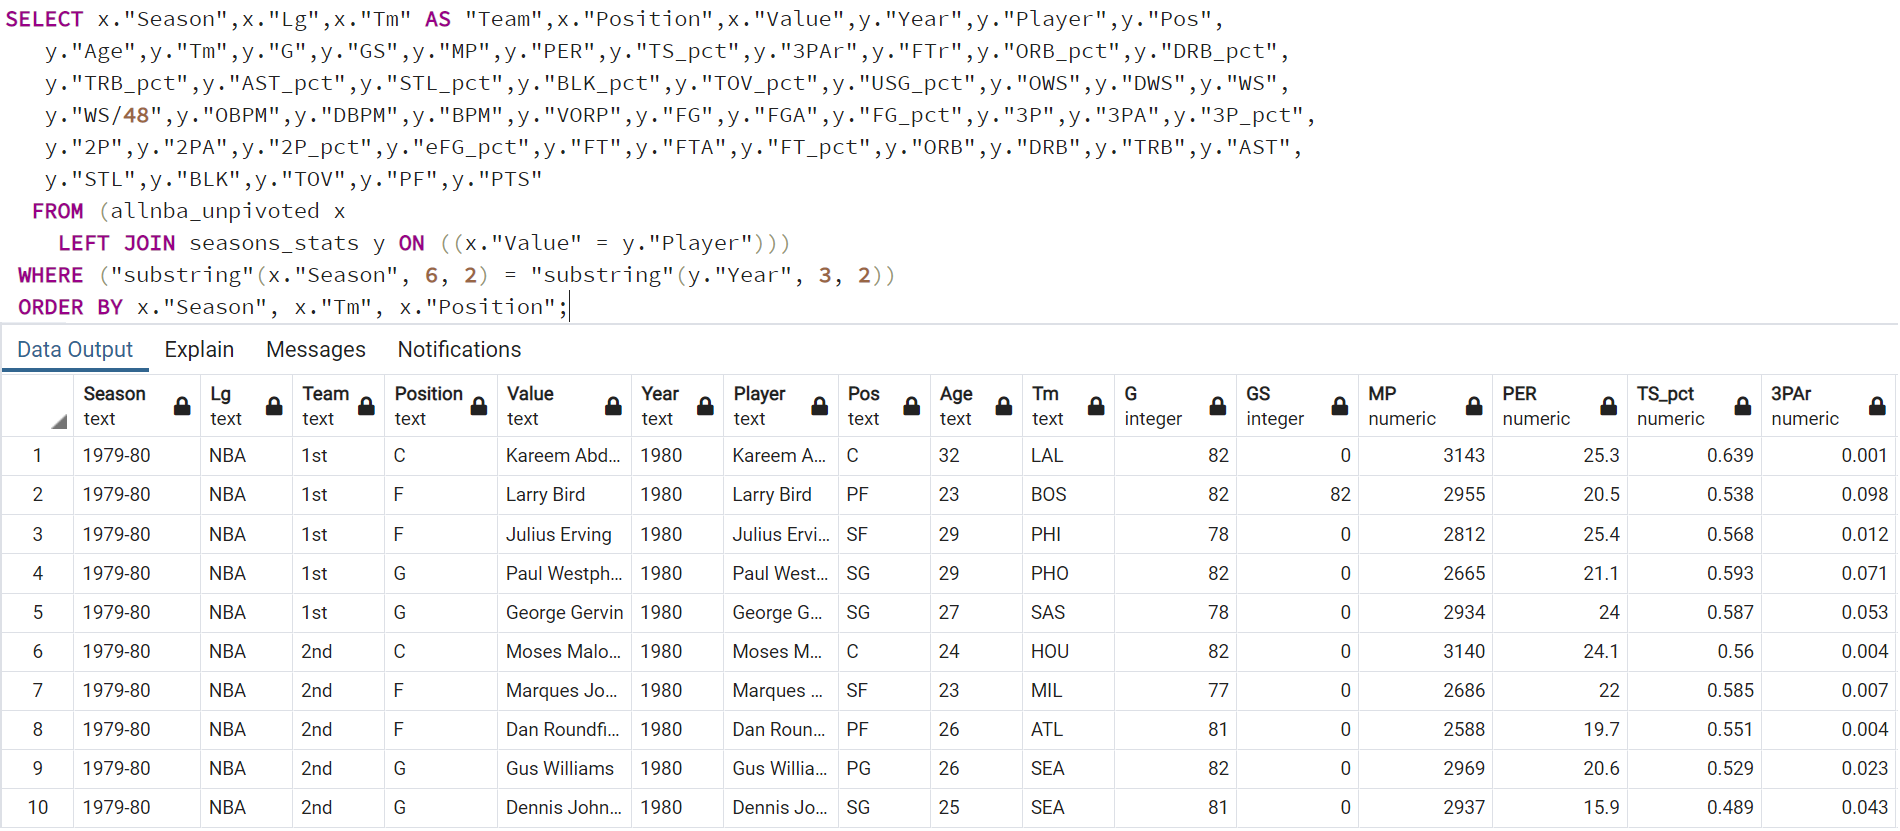 SELECT x."Season",x."Lg",x."Tm" AS "Team",x."Position",x."Value",y."Year",y."Player",y."Pos",
y."Age",y."Tm",y."G",y."GS",y."MP",y."PER",y."TS_pct",y."3PAr",y."FTr",y."ORB_pct",y."DRB_pct",
y."TRB_pct",y."AST_pct",y."STL_pct",y."BLK_pct",y."TOV_pct",y."USG_pct",y."OWS",y."DWS",y."WS",
y."WS/48",y."OBPM",y."DBPM",y."BPM",y."VORP",y."FG",y."FGA",y."FG_pct",y."3P",y."3PA",y."3P_pct",
y."2P",y."2PA",y."2P_pct",y."eFG_pct",y."FT",y."FTA",y."FT_pct",y."ORB",y."DRB",y."TRB",y."AST",
y."STL",y."BLK",y."TOV",y."PF",y."PTS"
FROM (allnba_unpivoted x
LEFT JOIN seasons_stats y ON ((x."Value" = y."Player")))
WHERE ("substring"(x."Season", 6, 2) = "substring"(y."Year", 3, 2))
ORDER BY x."Season", x."Tm", x."Position";
Data Output Explain Messages Notifications
Season Lg Team Position Value Year Player Pos Age Tm G GS MP PER TS_pct 3PAr
text text text text text text text text text text integer integer numeric numeric numeric numeric
1 1979-80 NBA 1st C Kareem Abd... 1980 Kareem A... C 32 LAL 82 0 3143 25.3 0.639 0.001
2 1979-80 NBA 1st F Larry Bird 1980 Larry Bird PF 23 BOS 82 82 2955 20.5 0.538 0.098
3 1979-80 NBA 1st F Julius Erving 1980 Julius Ervi... SF 29 PHI 78 0 2812 25.4 0.568 0.012
4 1979-80 NBA 1st G Paul Westph... 1980 Paul West... SG 29 PHO 82 0 2665 21.1 0.593 0.071
5 1979-80 NBA 1st G George Gervin 1980 George G... SG 27 SAS 78 0 2934 24 0.587 0.053
6 1979-80 NBA 2nd C Moses Malo... 1980 Moses M... C 24 HOU 82 0 3140 24.1 0.56 0.004
7 1979-80 NBA 2nd F Marques Jo... 1980 Marques ... SF 23 MIL 77 0 2686 22 0.585 0.007
8 1979-80 NBA 2nd F Dan Roundfi... 1980 Dan Roun... PF 26 ATL 81 0 2588 19.7 0.551 0.004
9 1979-80 NBA 2nd G Gus Williams 1980 Gus Willia... PG 26 SEA 82 0 2969 20.6 0.529 0.023
10 1979-80 NBA 2nd G Dennis John... 1980 Dennis Jo... SG 25 SEA 81 0 2937 15.9 0.489 0.043